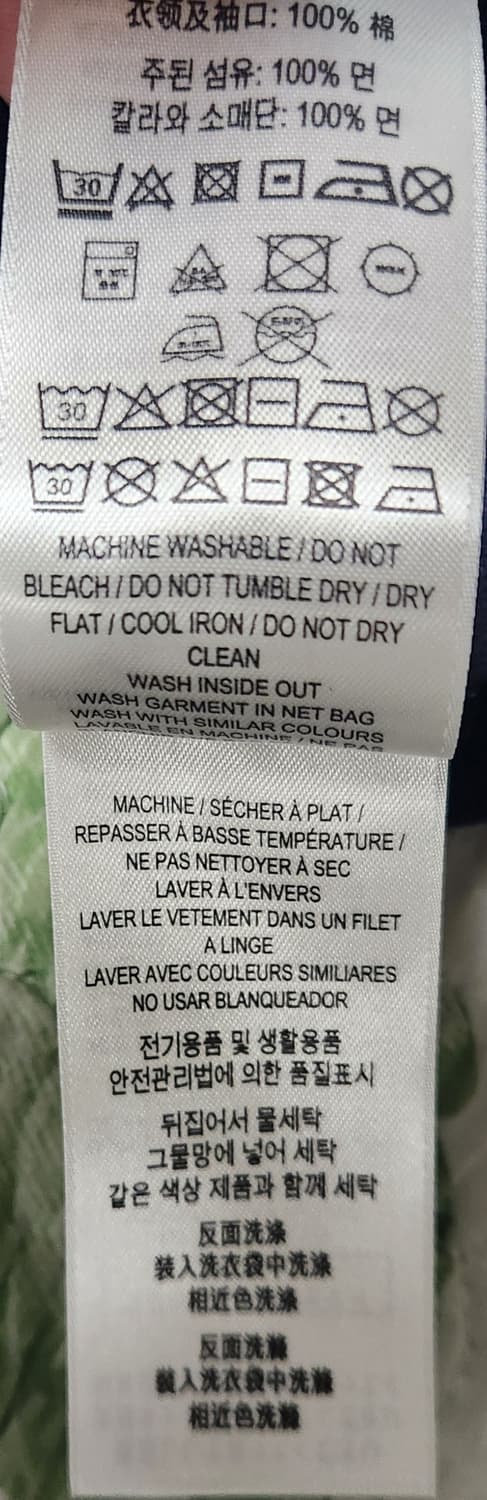 衣领及袖口: 100% 棉
주된 섬유: 100% 면
칼라와 소매단: 100% 면
30
30
30
MACHINE WASHABLE / DO NOT
BLEACH / DO NOT TUMBLE DRY / DRY
FLAT / COOL IRON / DO NOT DRY
CLEAN
WASH INSIDE OUT
WASH GARMENT IN NET BAG
WASH WITH SIMILAR COLOURS
LAVABLE EN MACHINE / NE PAS
MACHINE / SÉCHER À PLAT /
REPASSER À BASSE TEMPÉRATURE /
NE PAS NETTOYER À SEC
LAVER À L'ENVERS
LAVER LE VETEMENT DANS UN FILET
A LINGE
LAVER AVEC COULEURS SIMILIARES
NO USAR BLANQUEADOR
전기용품 및 생활용품
안전관리법에 의한 품질표시
뒤집어서 물세탁
그물망에 넣어 세탁
같은 색상 제품과 함께 세탁
反面洗涤
装入洗衣袋中洗涤
相近色洗涤
反面洗滌
裝入洗衣袋中洗滌
相近色洗滌